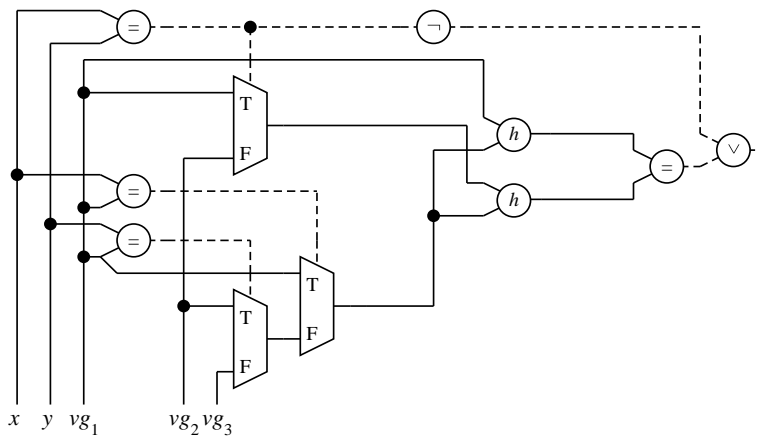 = ¬
T
F
h
∨
=
=
h
=
T
T
F
F
x y vg₁ vg₂ vg₃